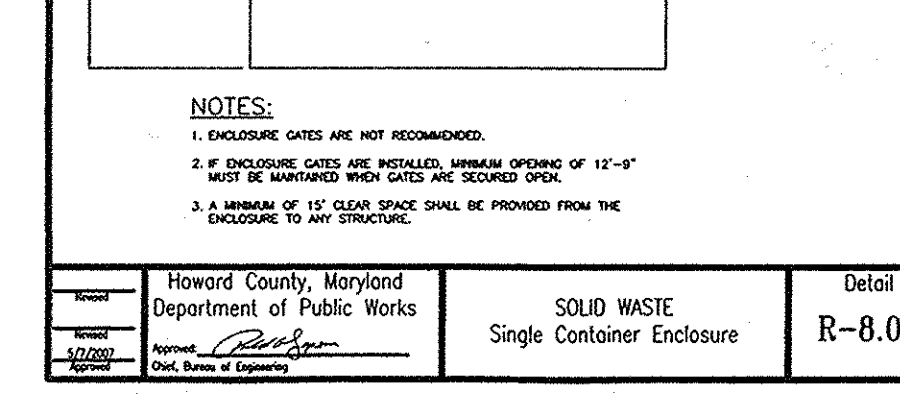 NOTES:
1. ENCLOSURE GATES ARE NOT RECOMMENDED.
2. IF ENCLOSURE GATES ARE INSTALLED, MINIMUM OPENING OF 12'-9"
MUST BE MAINTAINED WHEN GATES ARE SECURED OPEN.
3. A MINIMUM OF 15' CLEAR SPACE SHALL BE PROVIDED FROM THE
ENCLOSURE TO ANY STRUCTURE.
Revised
Revised
5/7/2007
Approved
Howard County, Maryland
Department of Public Works
Approved:
Chief, Bureau of Engineering
SOLID WASTE
Single Container Enclosure
Detail
R-8.0